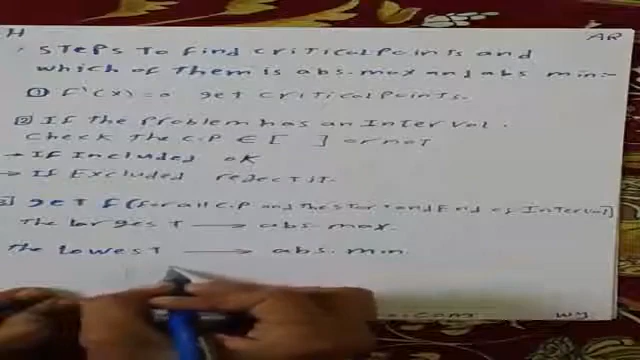 H
AR
Steps To find Critical Points and
which of Them is abs.max and abs min:-
① F'(x)=0 get Critical Points.
[2] If the Problem has an Interval.
Check The C.P ∈ [ ] or not
→ If Included ok
→ If Excluded reject it.
[3] get f(for all C.P and the start and End of Interval)
The largest → abs.max.
The Lowest → abs.min.